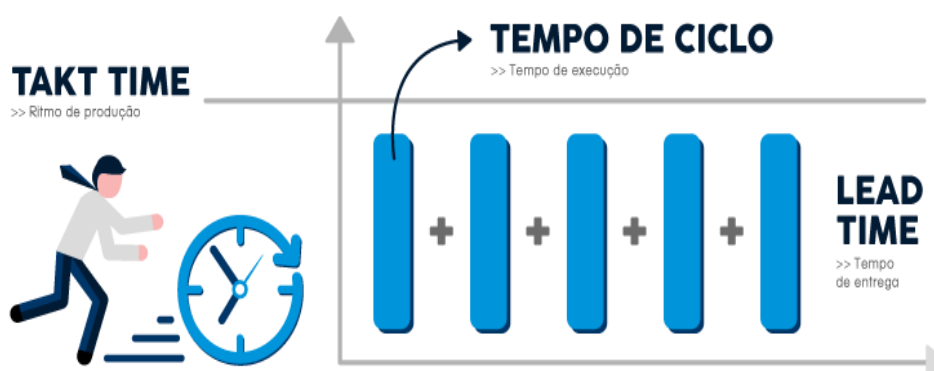 TAKT TIME
>> Ritmo de produção
TEMPO DE CICLO
>> Tempo de execução
LEAD
TIME
>> Tempo
de entrega